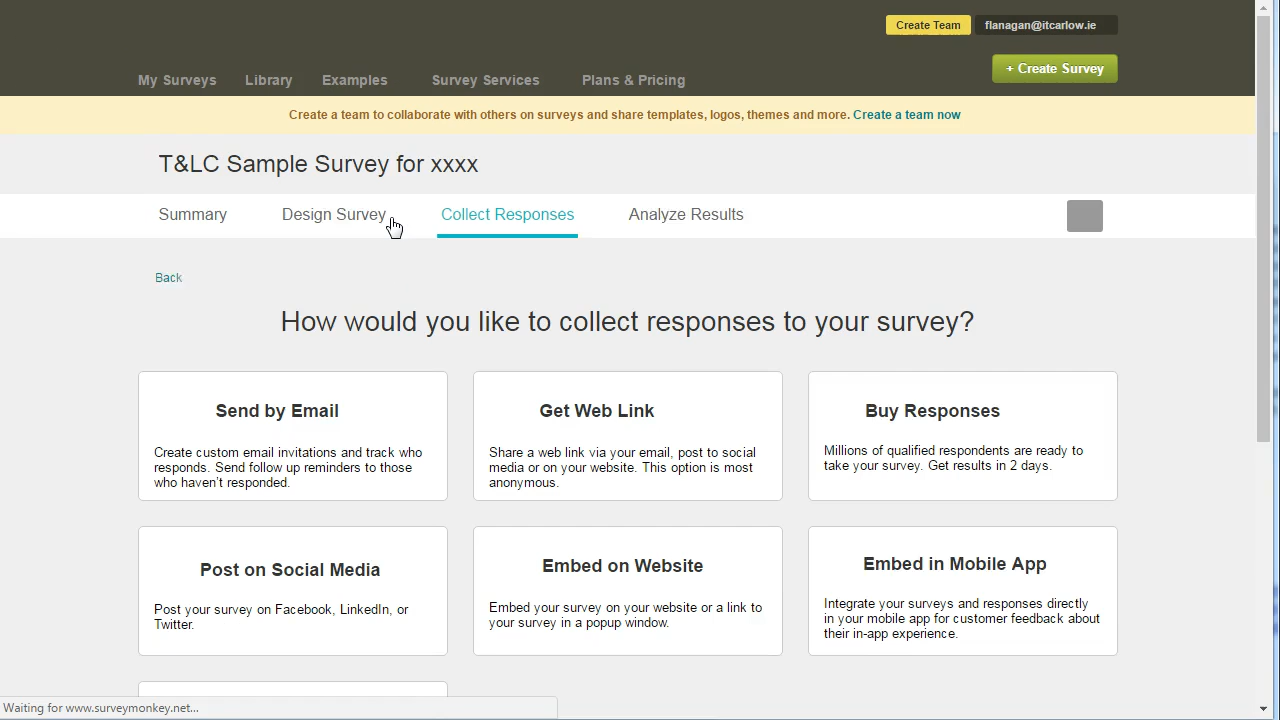 Create Team flanagan@itcarlow.ie
My Surveys Library Examples Survey Services Plans & Pricing + Create Survey
Create a team to collaborate with others on surveys and share templates, logos, themes and more. Create a team now
T&LC Sample Survey for xxxx
Summary Design Survey Collect Responses Analyze Results
Back
How would you like to collect responses to your survey?
Send by Email
Create custom email invitations and track who
responds. Send follow up reminders to those
who haven't responded.
Get Web Link
Share a web link via your email, post to social
media or on your website. This option is most
anonymous.
Buy Responses
Millions of qualified respondents are ready to
take your survey. Get results in 2 days.
Post on Social Media
Post your survey on Facebook, LinkedIn, or
Twitter.
Embed on Website
Embed your survey on your website or a link to
your survey in a popup window.
Embed in Mobile App
Integrate your surveys and responses directly
in your mobile app for customer feedback about
their in-app experience.
Waiting for www.surveymonkey.net...